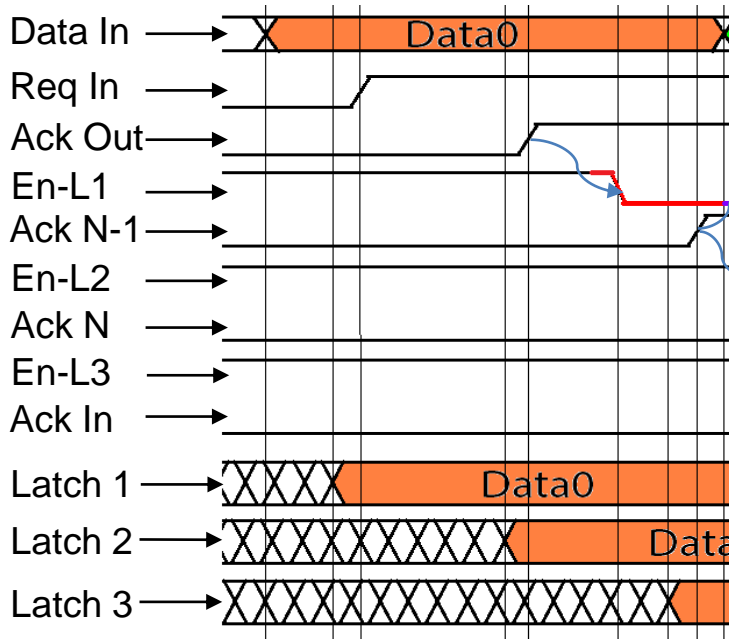 Data In
Data0
Req In
Ack Out
En-L1
Ack N-1
En-L2
Ack N
En-L3
Ack In
Latch 1
Data0
Latch 2
Data
Latch 3